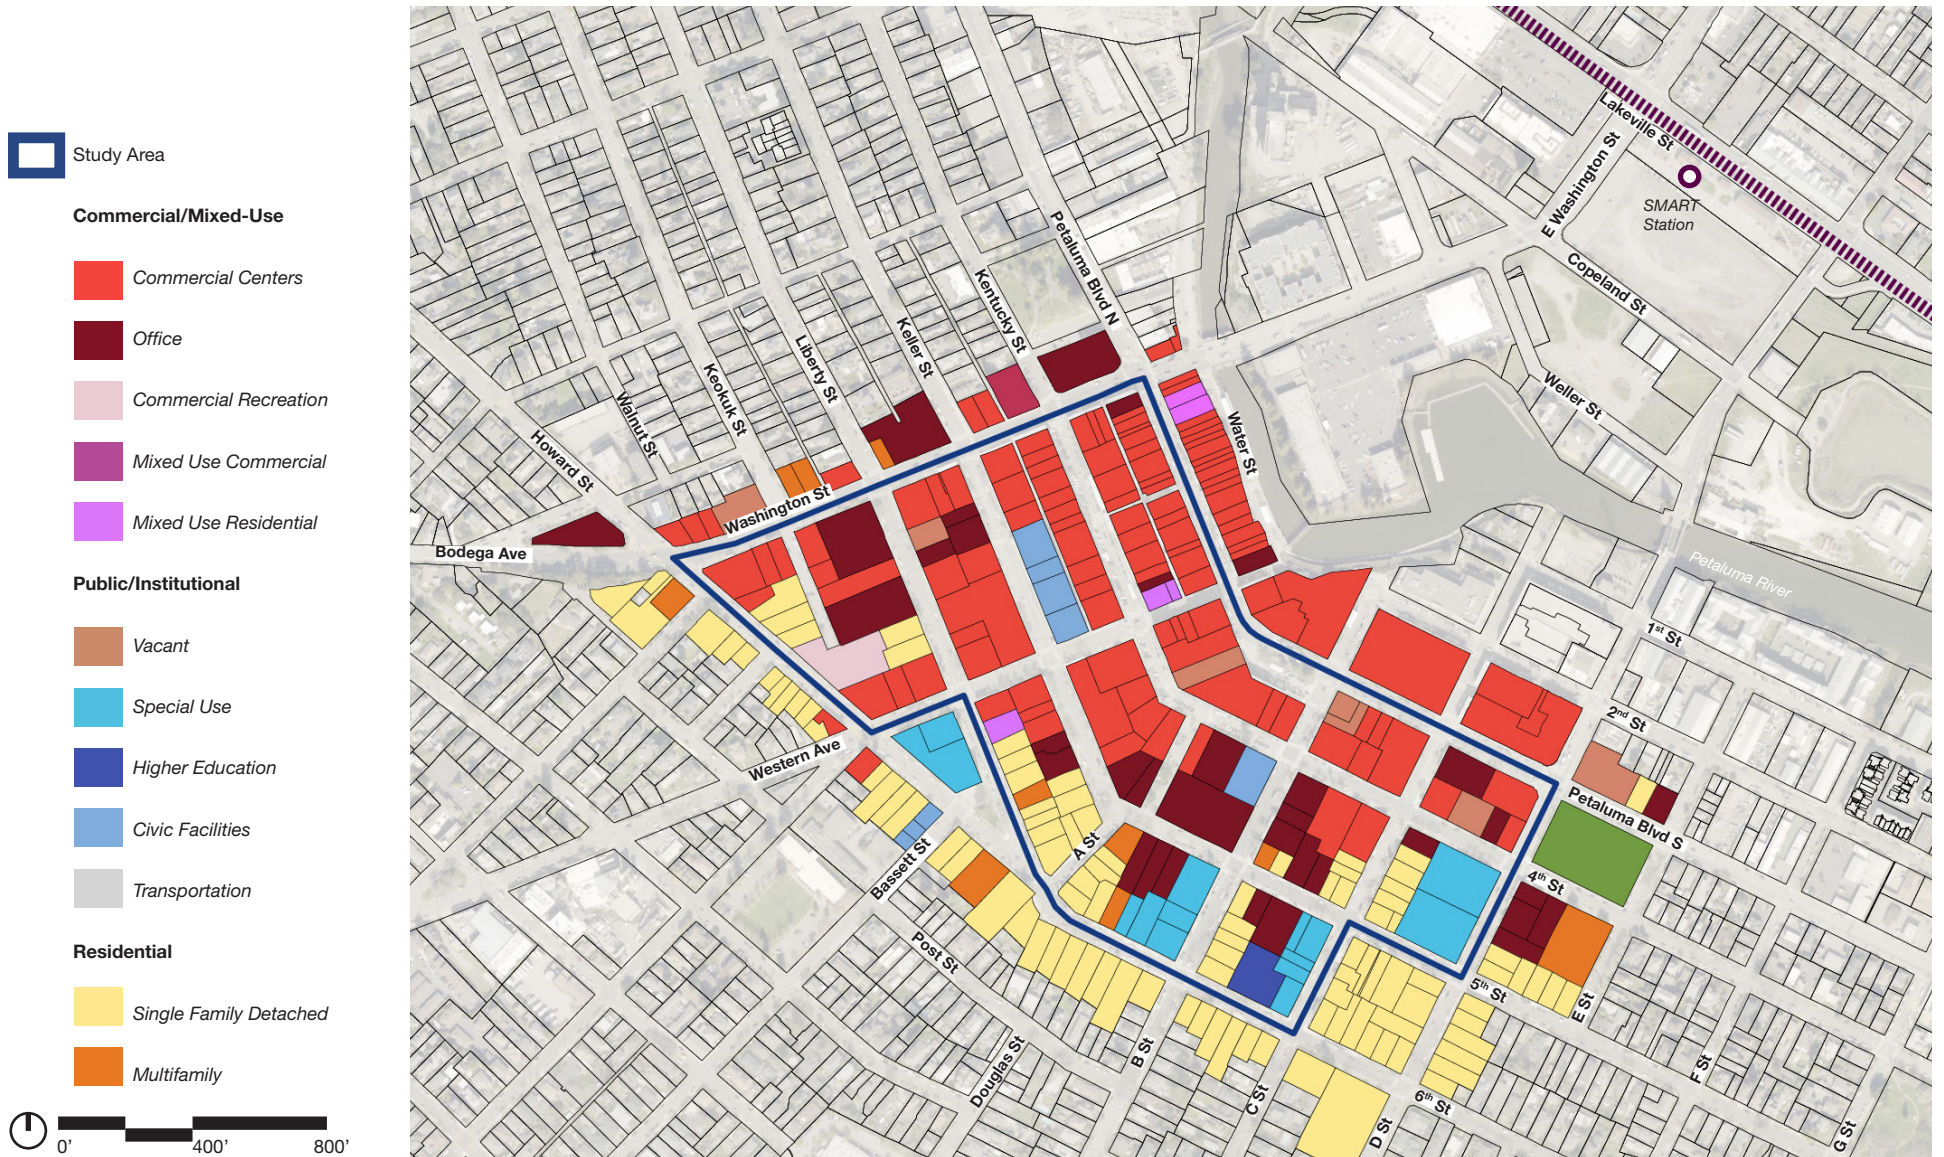 Study Area
Commercial/Mixed-Use
Commercial Centers
Office
Commercial Recreation
Mixed Use Commercial
Mixed Use Residential
Public/Institutional
Vacant
Special Use
Higher Education
Civic Facilities
Transportation
Residential
Single Family Detached
Multifamily
0’
400’
800’
Lakeville St
E Washington St
SMART
Station
Copeland St
Petaluma Blvd N
Kentucky St
Keller St
Liberty St
Keokuk St
Walnut St
Howard St
Weller St
Water St
Washington St
Bodega Ave
Petaluma River
1st St
2nd St
Western Ave
Petaluma Blvd S
A St
4th St
Bassett St
Post St
5th St
E St
Douglas St
B St
C St
D St
6th St
F St
G St